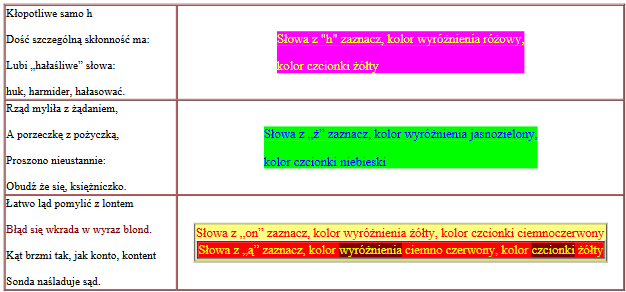 Kłopotliwe samo h
Dość szczególną skłonność ma:
Lubi „hałaśliwe” słowa:
huk, harmider, hałasować.
Słowa z "h" zaznacz, kolor wyróżnienia różowy,
kolor czcionki żółty
Rząd myliła z żądaniem,
A porzeczkę z pożyczką,
Proszono nieustannie:
Obudź że się, księżniczko.
Słowa z „ż” zaznacz, kolor wyróżnienia jasnozielony,
kolor czcionki niebieski
Łatwo ląd pomylić z lontem
Błąd się wkrada w wyraz blond.
Kąt brzmi tak, jak konto, kontent
Sonda naśladuje sąd.
Słowa z „on” zaznacz, kolor wyróżnienia żółty, kolor czcionki ciemnoczerwony
Słowa z „ą” zaznacz, kolor wyróżnienia ciemno czerwony, kolor czcionki żółty